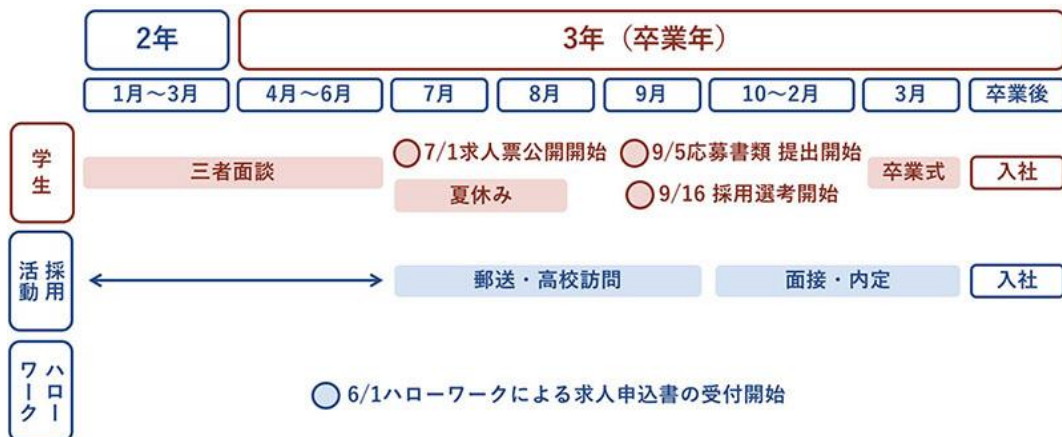 2年
3年（卒業年）
1月～3月
4月～6月
7月
8月
9月
10～2月
3月
卒業後
学生
三者面談
7/1求人票公開開始
夏休み
9/5応募書類 提出開始
9/16 採用選考開始
卒業式
入社
採用
活動
郵送・高校訪問
面接・内定
入社
ハロー
ワーク
6/1ハローワークによる求人申込書の受付開始